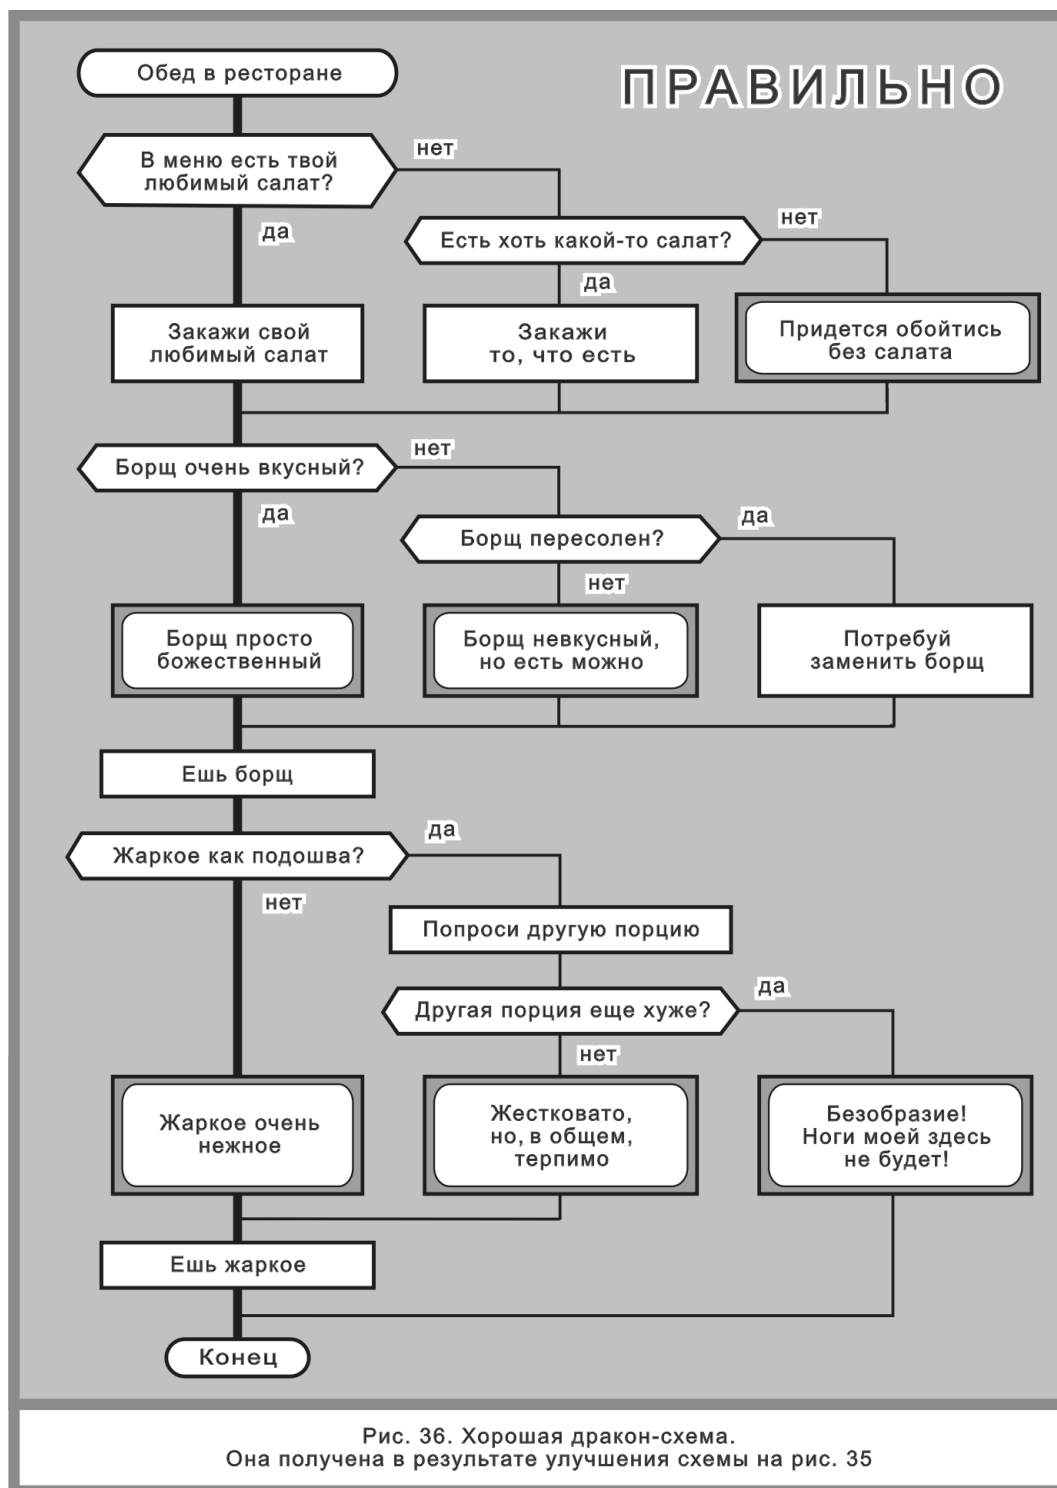 Обед в ресторане
ПРАВИЛЬНО
В меню есть твой
любимый салат?
нет
да
Есть хоть какой-то салат?
нет
да
Закажи свой
любимый салат
Закажи
то, что есть
Придется обойтись
без салата
Борщ очень вкусный?
нет
да
Борщ пересолен?
да
нет
Борщ просто
божественный
Борщ невкусный,
но есть можно
Потребуй
заменить борщ
Ешь борщ
Жаркое как подошва?
да
нет
Попроси другую порцию
Другая порция еще хуже?
да
нет
Жаркое очень
нежное
Жестковато,
но, в общем,
терпимо
Безобразие!
Ноги моей здесь
не будет!
Ешь жаркое
Конец
Рис. 36. Хорошая дракон-схема.
Она получена в результате улучшения схемы на рис. 35